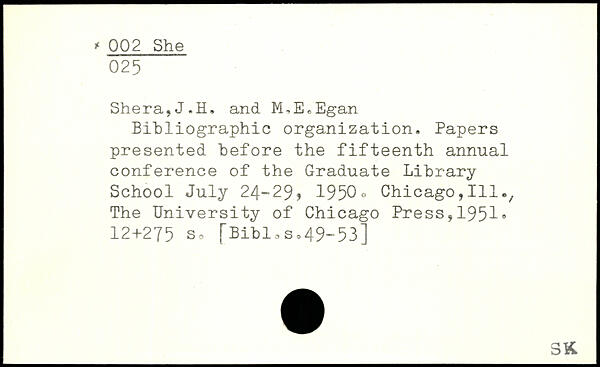 * 002 She
025
Shera,J.H. and M.E.Egan
Bibliographic organization. Papers
presented before the fifteenth annual
conference of the Graduate Library
School July 24-29, 1950. Chicago,Ill.,
The University of Chicago Press,1951.
12+275 s. [Bibl.s.49-53]
SK